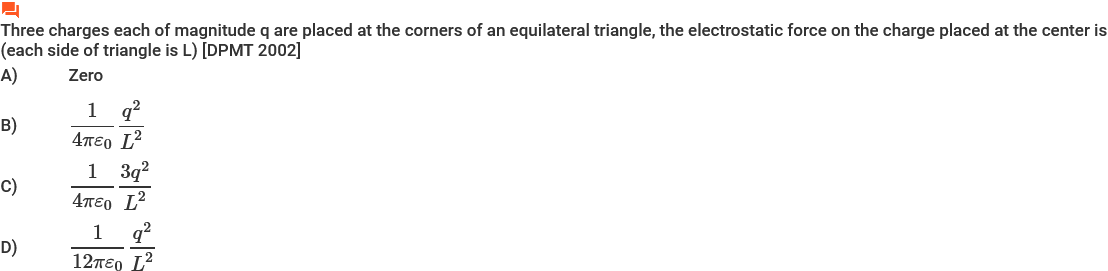 Three charges each of magnitude q are placed at the corners of an equilateral triangle, the electrostatic force on the charge placed at the center is
(each side of triangle is L) [DPMT 2002]
A) Zero
B) \frac{1}{4\pi\varepsilon_0} \frac{q^2}{L^2}
C) \frac{1}{4\pi\varepsilon_0} \frac{3q^2}{L^2}
D) \frac{1}{12\pi\varepsilon_0} \frac{q^2}{L^2}